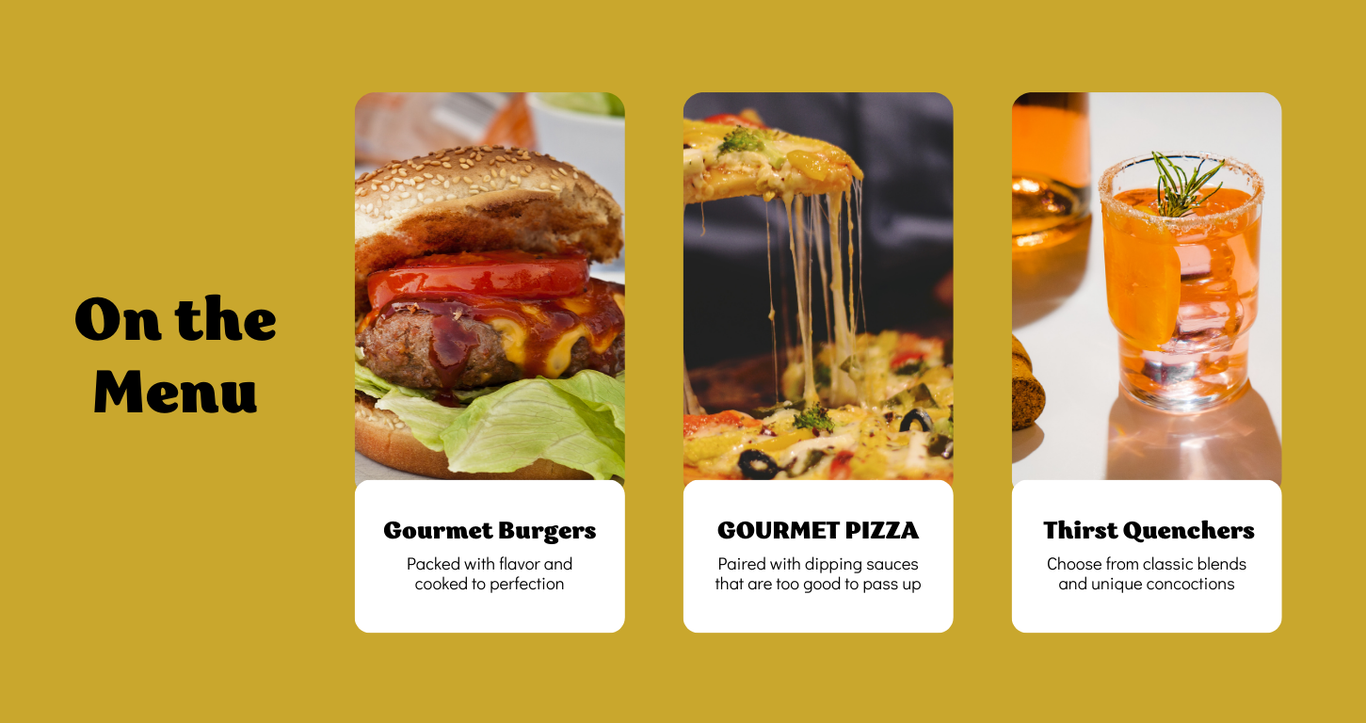 On the
Menu
Gourmet Burgers
Packed with flavor and
cooked to perfection
GOURMET PIZZA
Paired with dipping sauces
that are too good to pass up
Thirst Quenchers
Choose from classic blends
and unique concoctions